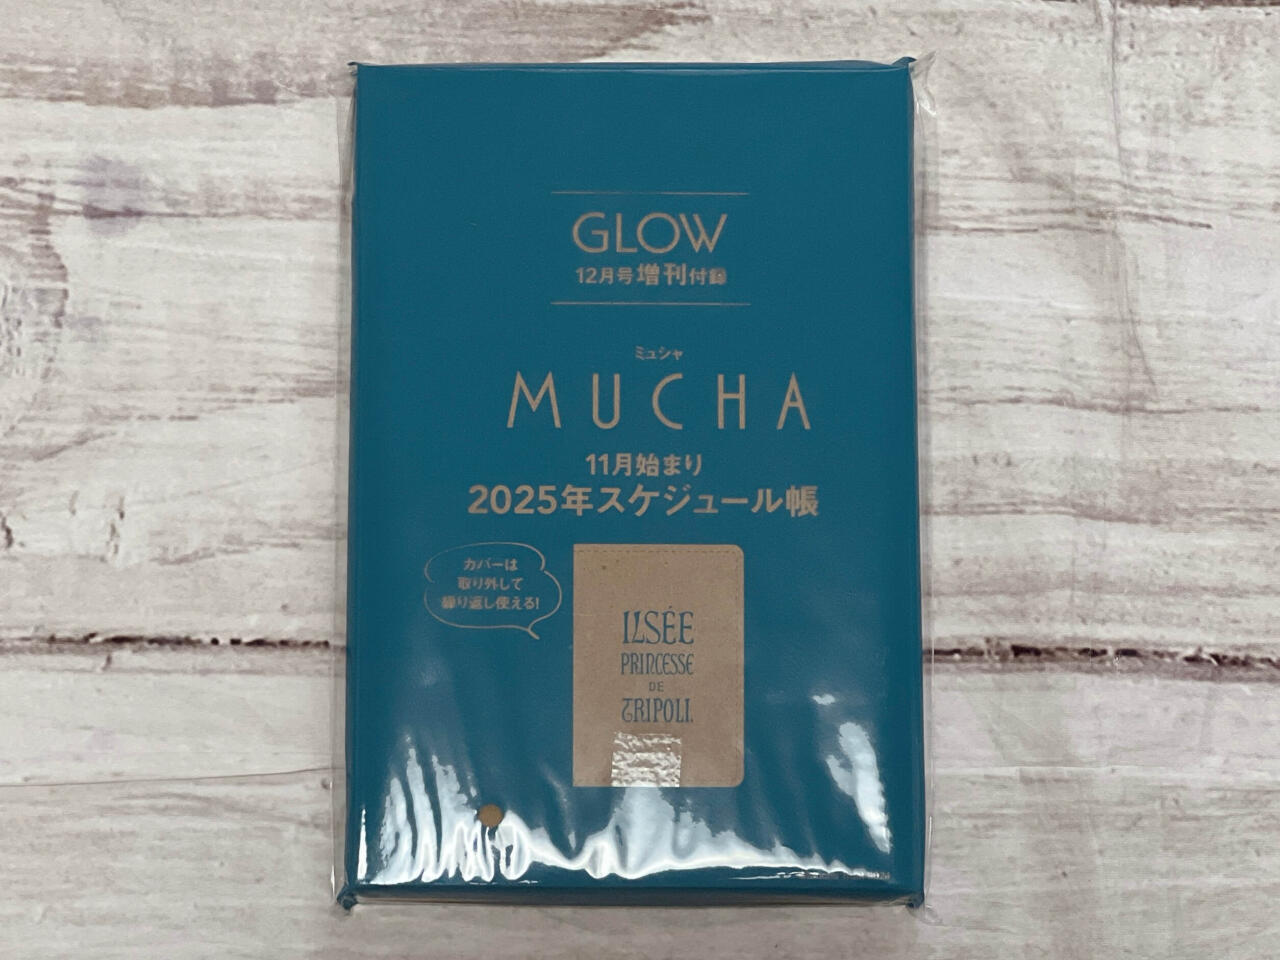 GLOW
12月号増刊付録
ミュシャ
MUCHA
11月始まり
2025年スケジュール帳
カバーは
取り外して
繰り返し使える!
ILSÉE
PRINCESSE
DE
TRIPOLI.